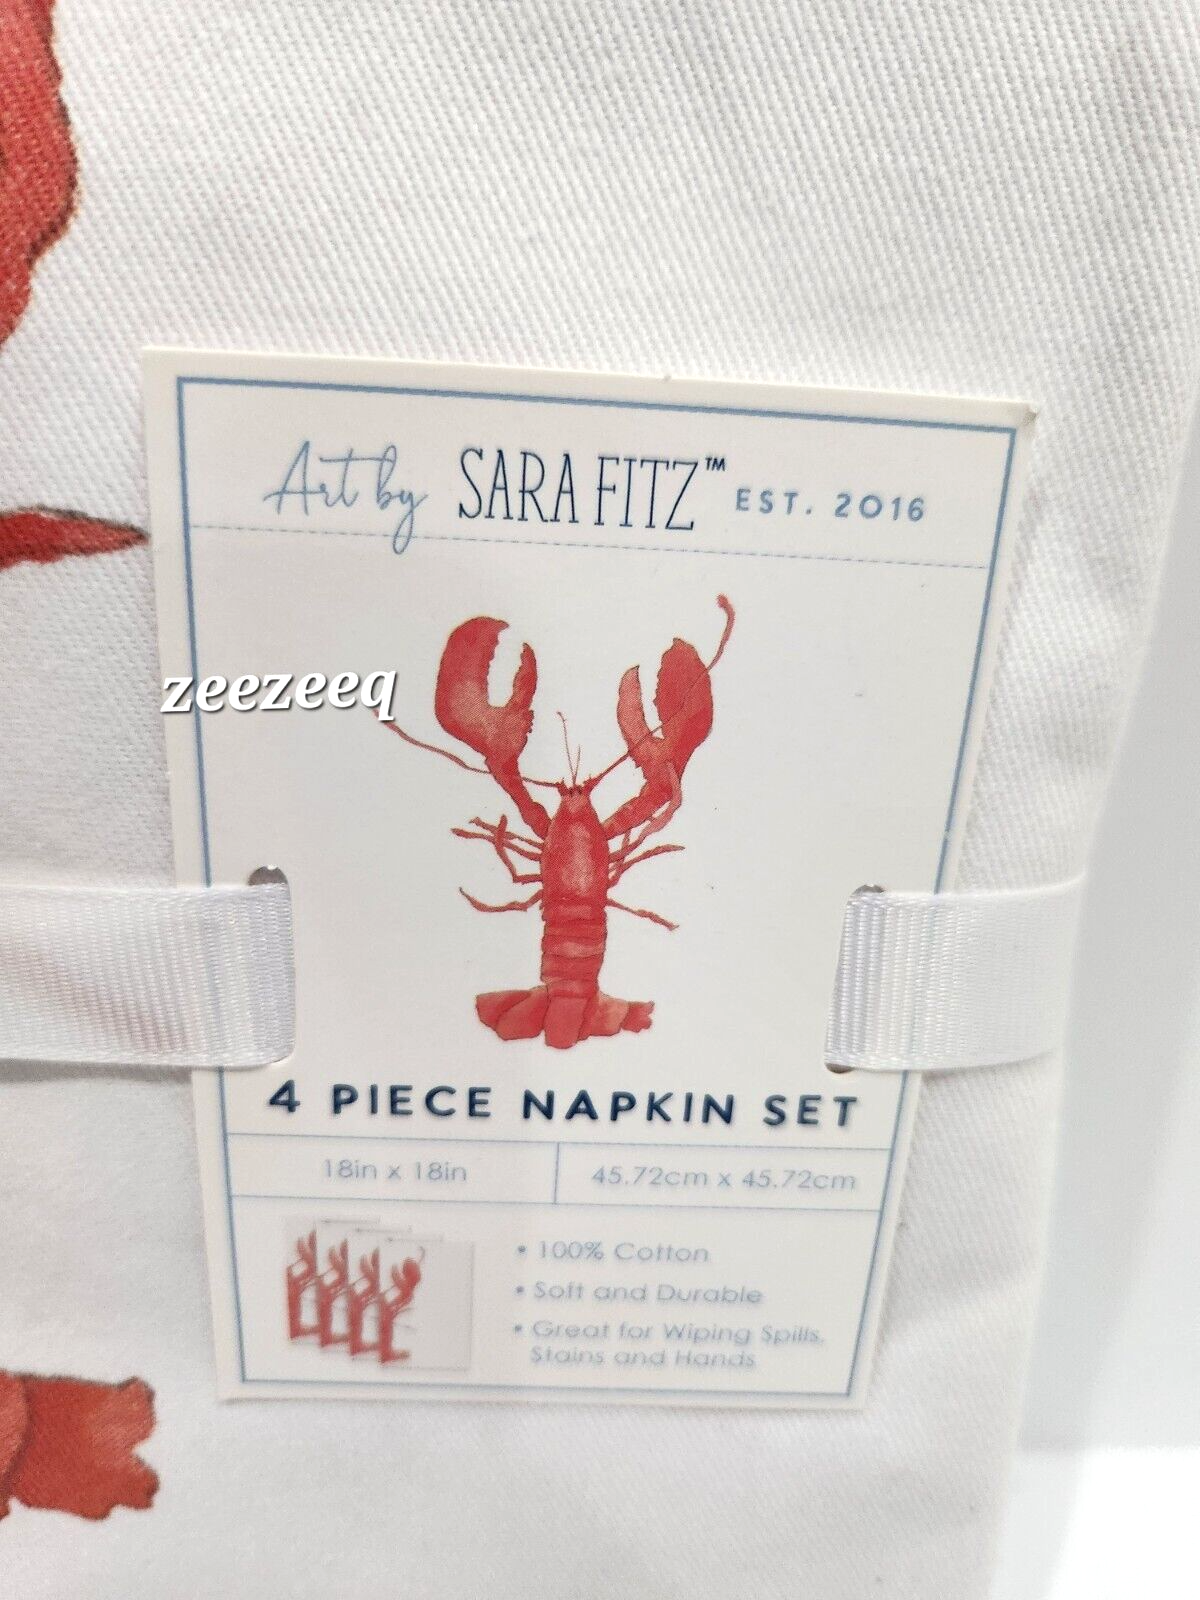 Art by SARA FITZ™ EST. 2016
zeezeeq
4 PIECE NAPKIN SET
18in x 18in
45.72cm x 45.72cm
• 100% Cotton
• Soft and Durable
• Great for Wiping Spills,
Stains and Hands